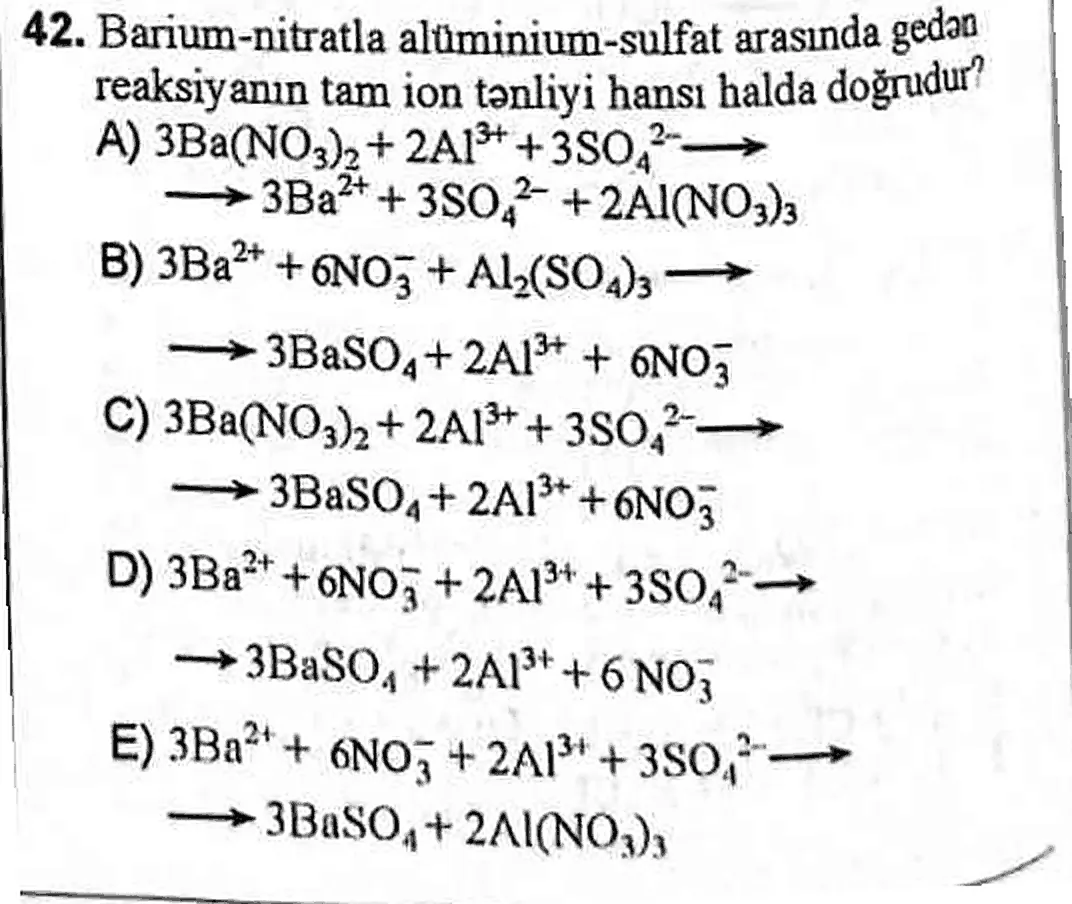 42. Barium-nitratla alüminium-sulfat arasında gedən
reaksiyanın tam ion tənliyi hansı halda doğrudur?
A) 3Ba(NO₃)₂ + 2Al³⁺ + 3SO₄²⁻ ⟶
⟶ 3Ba²⁺ + 3SO₄²⁻ + 2Al(NO₃)₃
B) 3Ba²⁺ + 6NO₃⁻ + Al₂(SO₄)₃ ⟶
⟶ 3BaSO₄ + 2Al³⁺ + 6NO₃⁻
C) 3Ba(NO₃)₂ + 2Al³⁺ + 3SO₄²⁻ ⟶
⟶ 3BaSO₄ + 2Al³⁺ + 6NO₃⁻
D) 3Ba²⁺ + 6NO₃⁻ + 2Al³⁺ + 3SO₄²⁻ ⟶
⟶ 3BaSO₄ + 2Al³⁺ + 6 NO₃⁻
E) 3Ba²⁺ + 6NO₃⁻ + 2Al³⁺ + 3SO₄²⁻ ⟶
⟶ 3BaSO₄ + 2Al(NO₃)₃